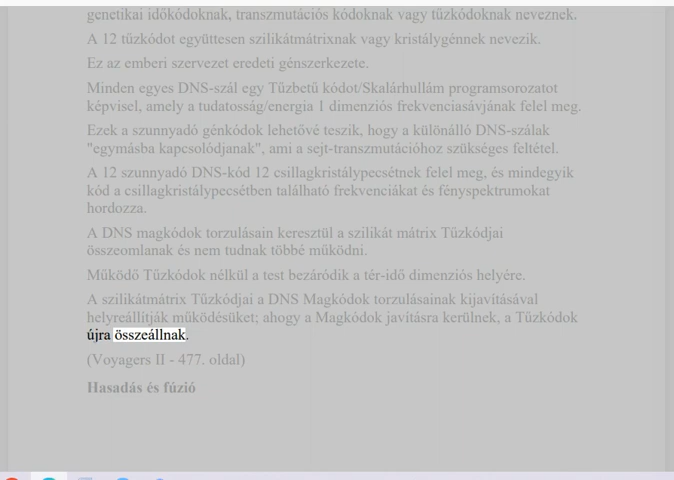 genetikai időkódoknak, transzmutációs kódoknak vagy tűzkódoknak neveznek.
A 12 tűzkódot együttesen szilikátmátrixnak vagy kristálygénnek nevezik.
Ez az emberi szervezet eredeti génszerkezete.
Minden egyes DNS-szál egy Tűzbetű kódot/Skalárhullám programsorozatot
képvisel, amely a tudatosság/energia 1 dimenziós frekvenciasávjának felel meg.
Ezek a szunnyadó génkódok lehetővé teszik, hogy a különálló DNS-szálak
"egymásba kapcsolódjanak", ami a sejt-transzmutációhoz szükséges feltétel.
A 12 szunnyadó DNS-kód 12 csillagkristálypecsétnek felel meg, és mindegyik
kód a csillagkristálypecsétben található frekvenciákat és fényspektrumokat
hordozza.
A DNS magkódok torzulásain keresztül a szilikát mátrix Tűzkódjai
összeomlanak és nem tudnak többé működni.
Működő Tűzkódok nélkül a test bezáródik a tér-idő dimenziós helyére.
A szilikátmátrix Tűzkódjai a DNS Magkódok torzulásainak kijavításával
helyreállítják működésüket; ahogy a Magkódok javításra kerülnek, a Tűzkódok
újra összeállnak.
(Voyagers II - 477. oldal)
Hasadás és fúzió